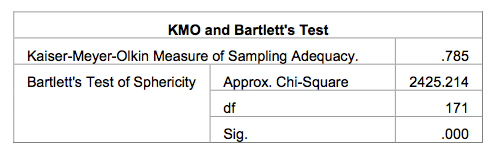 KMO and Bartlett's Test
Kaiser-Meyer-Olkin Measure of Sampling Adequacy. .785
Bartlett's Test of Sphericity Approx. Chi-Square 2425.214
df 171
Sig. .000